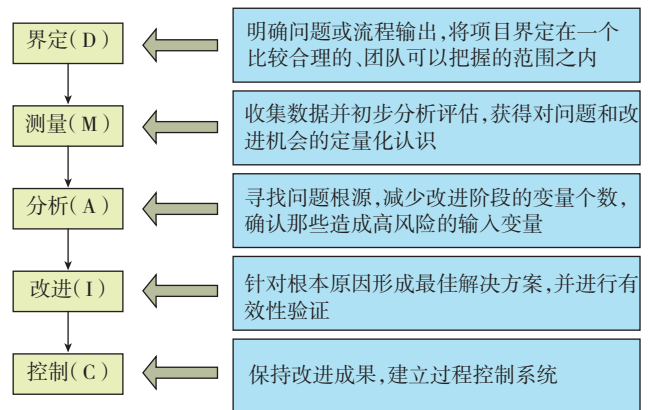 界定(D)
明确问题或流程输出,将项目界定在一个
比较合理的、团队可以把握的范围之内
测量(M)
收集数据并初步分析评估,获得对问题和改
进机会的定量化认识
分析(A)
寻找问题根源,减少改进阶段的变量个数,
确认那些造成高风险的输入变量
改进(I)
针对根本原因形成最佳解决方案,并进行有
效性验证
控制(C)
保持改进成果,建立过程控制系统